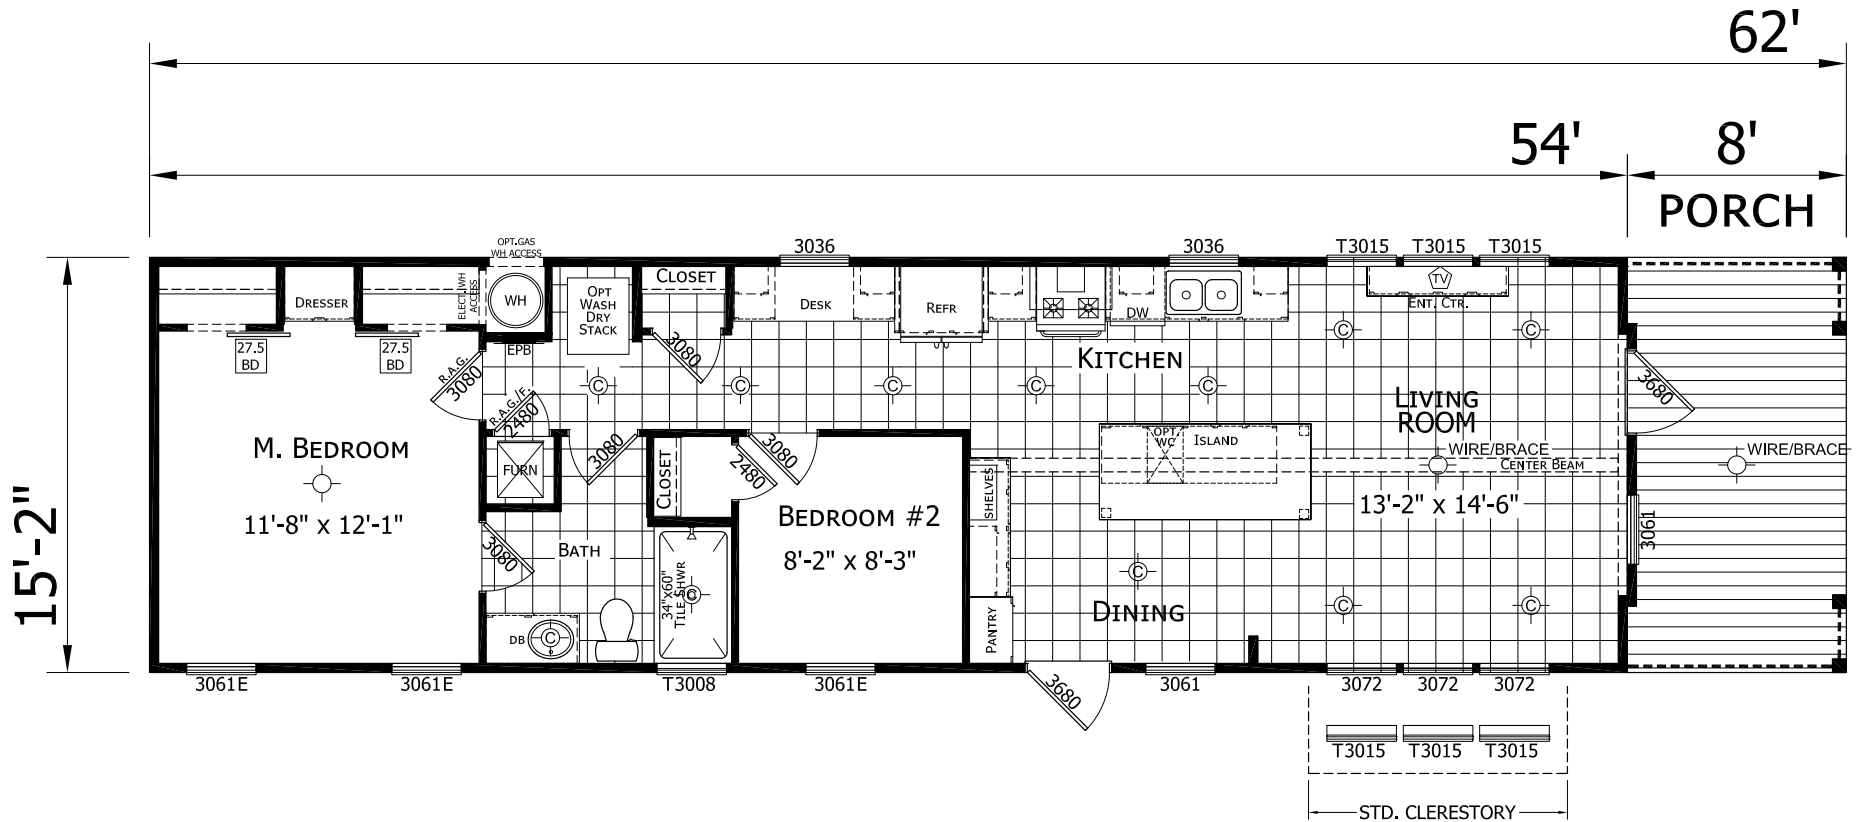 62'
54'
8'
PORCH
15'-2"
OPT.GAS
WH ACCESS
3036
3036
T3015
T3015
T3015
DRESSER
ELECT.WH
ACCESS
WH
OPT
WASH
DRY
STACK
CLOSET
DESK
REFR
DW
TV
ENT. CTR.
27.5
BD
27.5
BD
R.A.G.
3080
EPB
R.A.G./F.
2480
3080
C
C
C
C
C
C
C
KITCHEN
LIVING
ROOM
3680
M. BEDROOM
11'-8" X 12'-1"
FURN
3080
CLOSET
2480
3080
OPT.
WC
ISLAND
WIRE/BRACE
CENTER BEAM
WIRE/BRACE
SHELVES
13'-2" X 14'-6"
3061
BEDROOM #2
8'-2" X 8'-3"
3080
BATH
34"x60"
TILE SHWR
C
C
DINING
C
C
DB
C
PANTRY
3061E
3061E
T3008
3061E
3680
3061
3072
3072
3072
T3015
T3015
T3015
STD. CLERESTORY